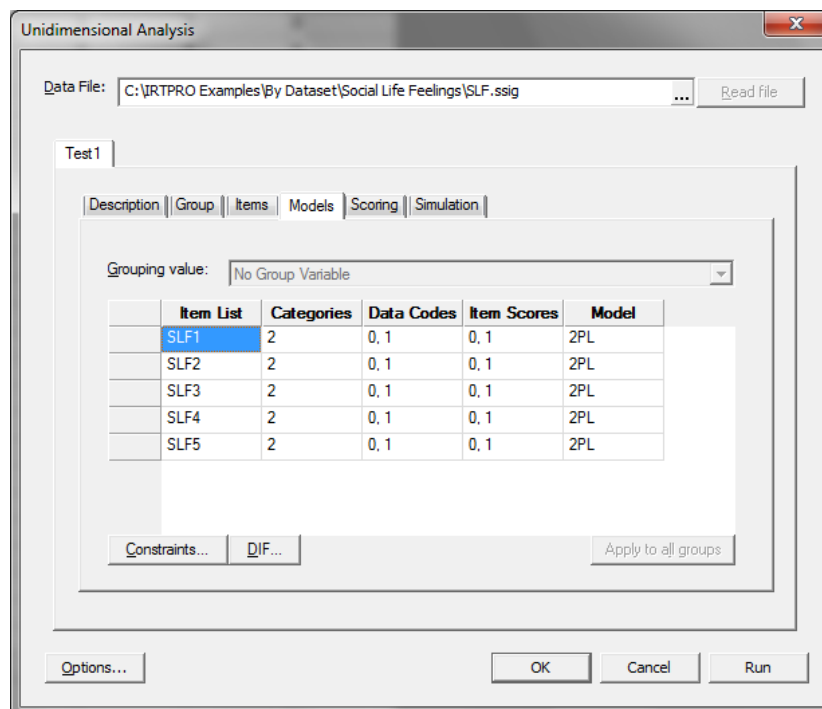 Unidimensional Analysis
Data File: C:\IRTPRO Examples\By Dataset\Social Life Feelings\SLF.ssig ... Read file
Test1
Description Group Items Models Scoring Simulation
Grouping value: No Group Variable
Item List Categories Data Codes Item Scores Model
SLF1 2 0, 1 0, 1 2PL
SLF2 2 0, 1 0, 1 2PL
SLF3 2 0, 1 0, 1 2PL
SLF4 2 0, 1 0, 1 2PL
SLF5 2 0, 1 0, 1 2PL
Constraints... DIF... Apply to all groups
Options... OK Cancel Run